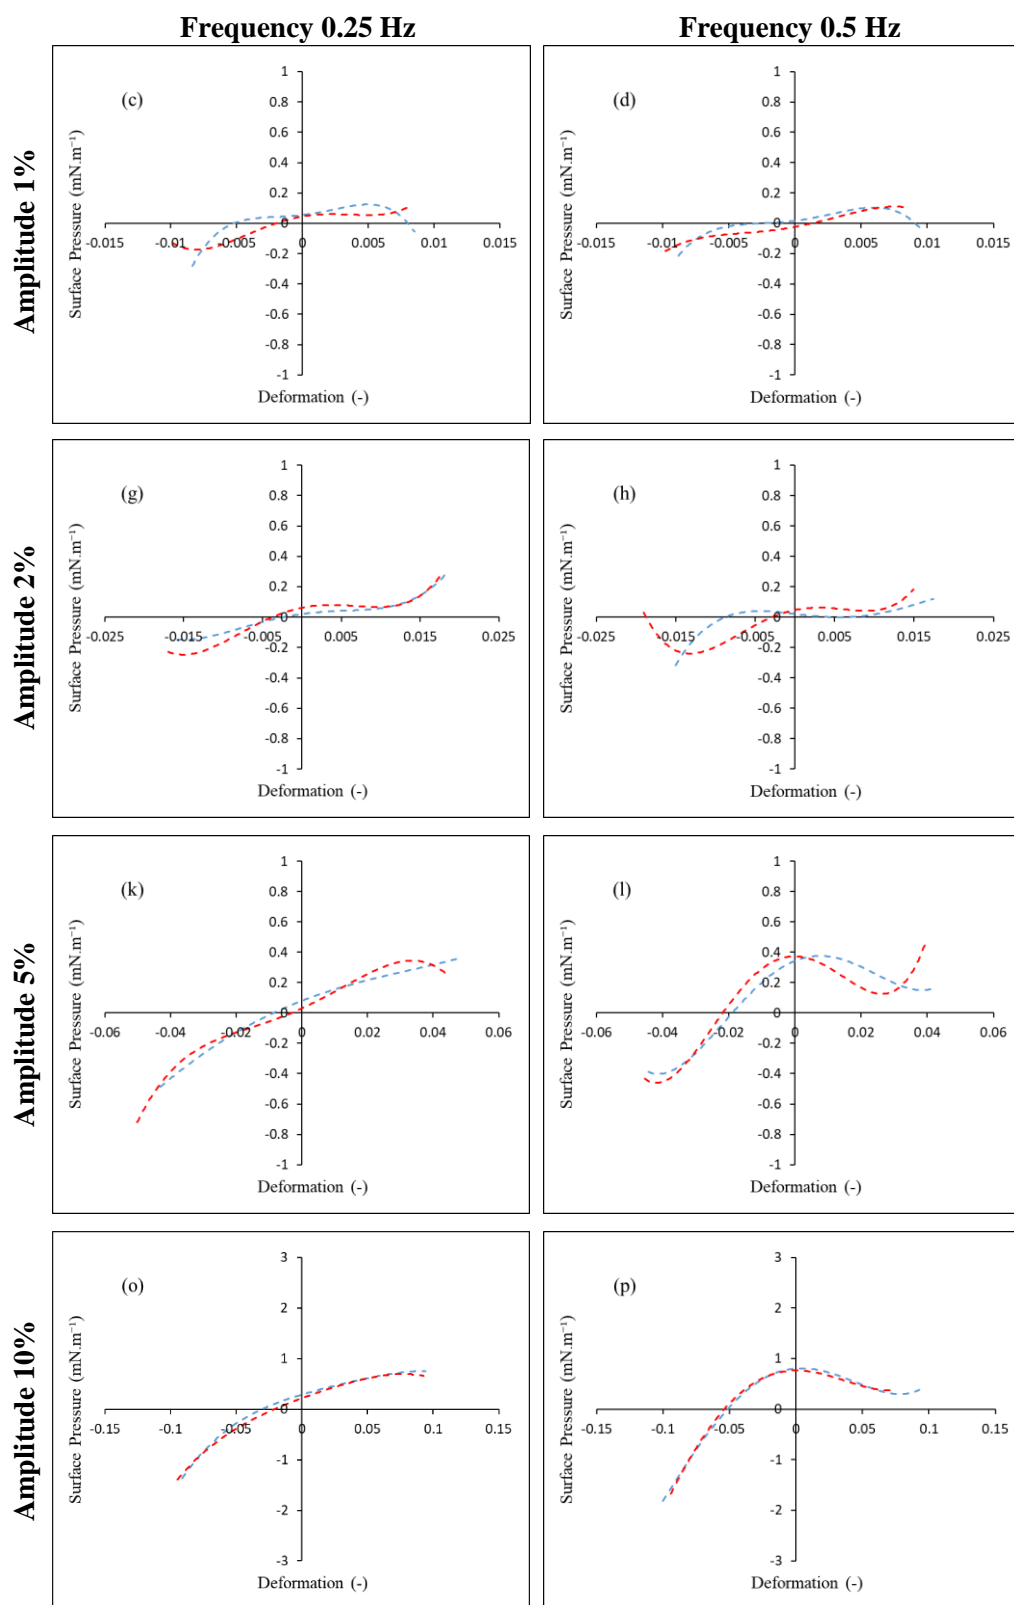 Frequency 0.25 Hz
Frequency 0.5 Hz
Amplitude 1%
(c)
Surface Pressure (mN.m⁻¹)
1
0.8
0.6
0.4
0.2
0
-0.2
-0.4
-0.6
-0.8
-1
-0.015 -0.01 -0.005 0 0.005 0.01 0.015
Deformation (-)
(d)
Surface Pressure (mN.m⁻¹)
1
0.8
0.6
0.4
0.2
0
-0.2
-0.4
-0.6
-0.8
-1
-0.015 -0.01 -0.005 0 0.005 0.01 0.015
Deformation (-)
Amplitude 2%
(g)
Surface Pressure (mN.m⁻¹)
1
0.8
0.6
0.4
0.2
0
-0.2
-0.4
-0.6
-0.8
-1
-0.025 -0.015 -0.005 0.005 0.015 0.025
Deformation (-)
(h)
Surface Pressure (mN.m⁻¹)
1
0.8
0.6
0.4
0.2
0
-0.2
-0.4
-0.6
-0.8
-1
-0.025 -0.015 -0.005 0.005 0.015 0.025
Deformation (-)
Amplitude 5%
(k)
Surface Pressure (mN.m⁻¹)
1
0.8
0.6
0.4
0.2
0
-0.2
-0.4
-0.6
-0.8
-1
-0.06 -0.04 -0.02 0 0.02 0.04 0.06
Deformation (-)
(l)
Surface Pressure (mN.m⁻¹)
1
0.8
0.6
0.4
0.2
0
-0.2
-0.4
-0.6
-0.8
-1
-0.06 -0.04 -0.02 0 0.02 0.04 0.06
Deformation (-)
Amplitude 10%
(o)
Surface Pressure (mN.m⁻¹)
3
2
1
0
-1
-2
-3
-0.15 -0.1 -0.05 0 0.05 0.1 0.15
Deformation (-)
(p)
Surface Pressure (mN.m⁻¹)
3
2
1
0
-1
-2
-3
-0.15 -0.1 -0.05 0 0.05 0.1 0.15
Deformation (-)